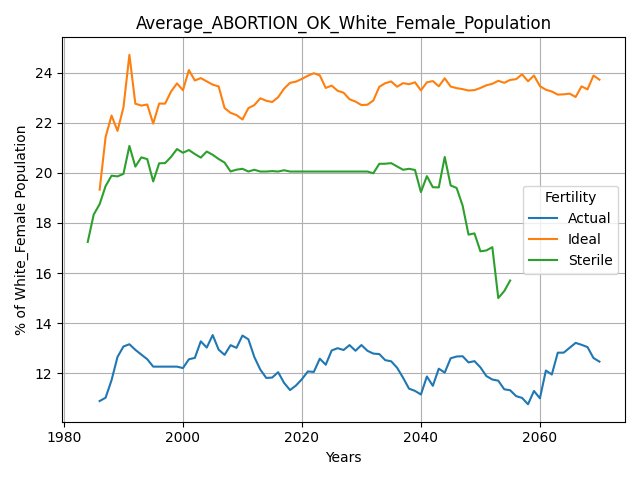 Average_ABORTION_OK_White_Female_Population
% of White_Female Population
24
22
20
18
16
14
12
1980
2000
2020
2040
2060
Years
Fertility
Actual
Ideal
Sterile